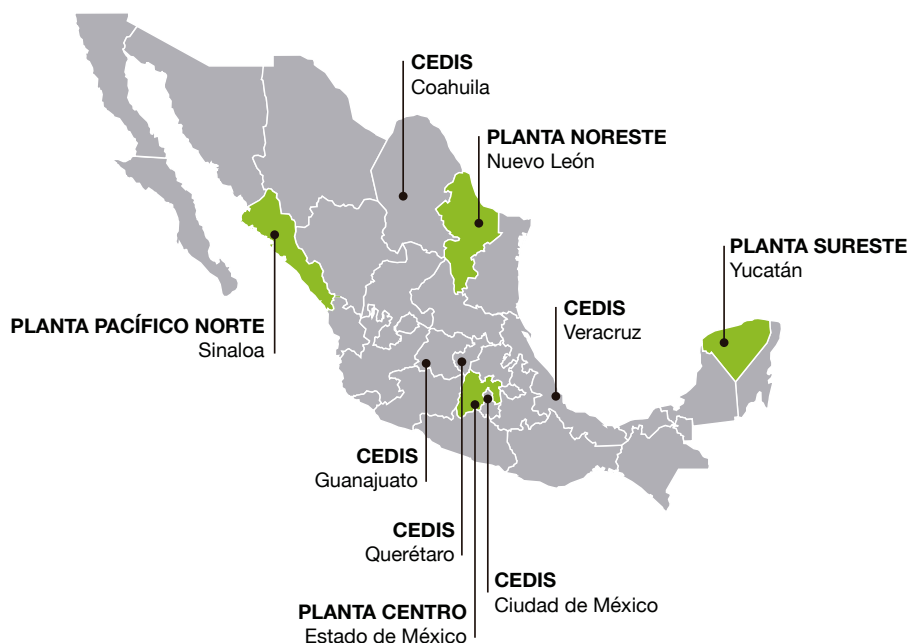 CEDIS
Coahuila
PLANTA NORESTE
Nuevo León
PLANTA SURESTE
Yucatán
CEDIS
Veracruz
PLANTA PACÍFICO NORTE
Sinaloa
CEDIS
Guanajuato
CEDIS
Querétaro
CEDIS
Ciudad de México
PLANTA CENTRO
Estado de México